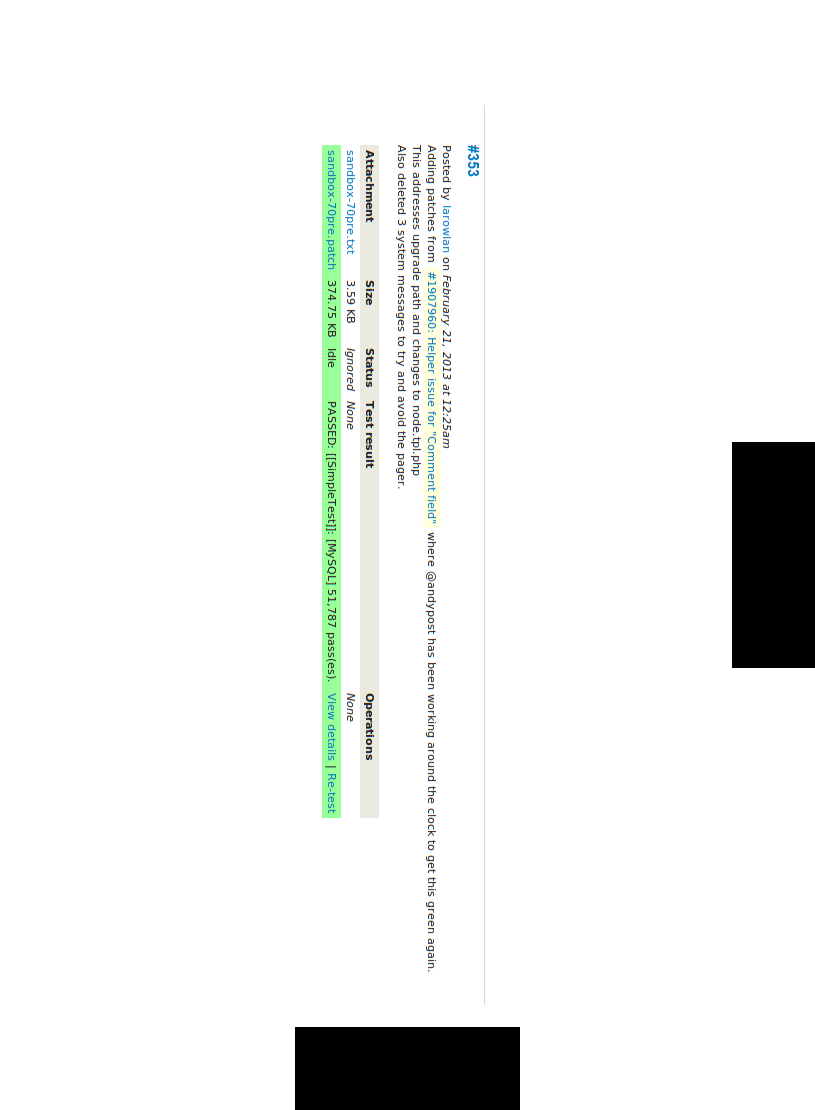 #353
Posted by larowlan on February 21, 2013 at 12:25am
Adding patches from #1907960: Helper issue for "Comment field" where @andypost has been working around the clock to get this green again.
This addresses upgrade path and changes to node.tpl.php
Also deleted 3 system messages to try and avoid the pager.
Attachment Size Status Test result Operations
sandbox-70pre.txt 3.59 KB Ignored None None
sandbox-70pre.patch 374.75 KB Idle PASSED: [[SimpleTest]]: [MySQL] 51,787 pass(es). View details | Re-test